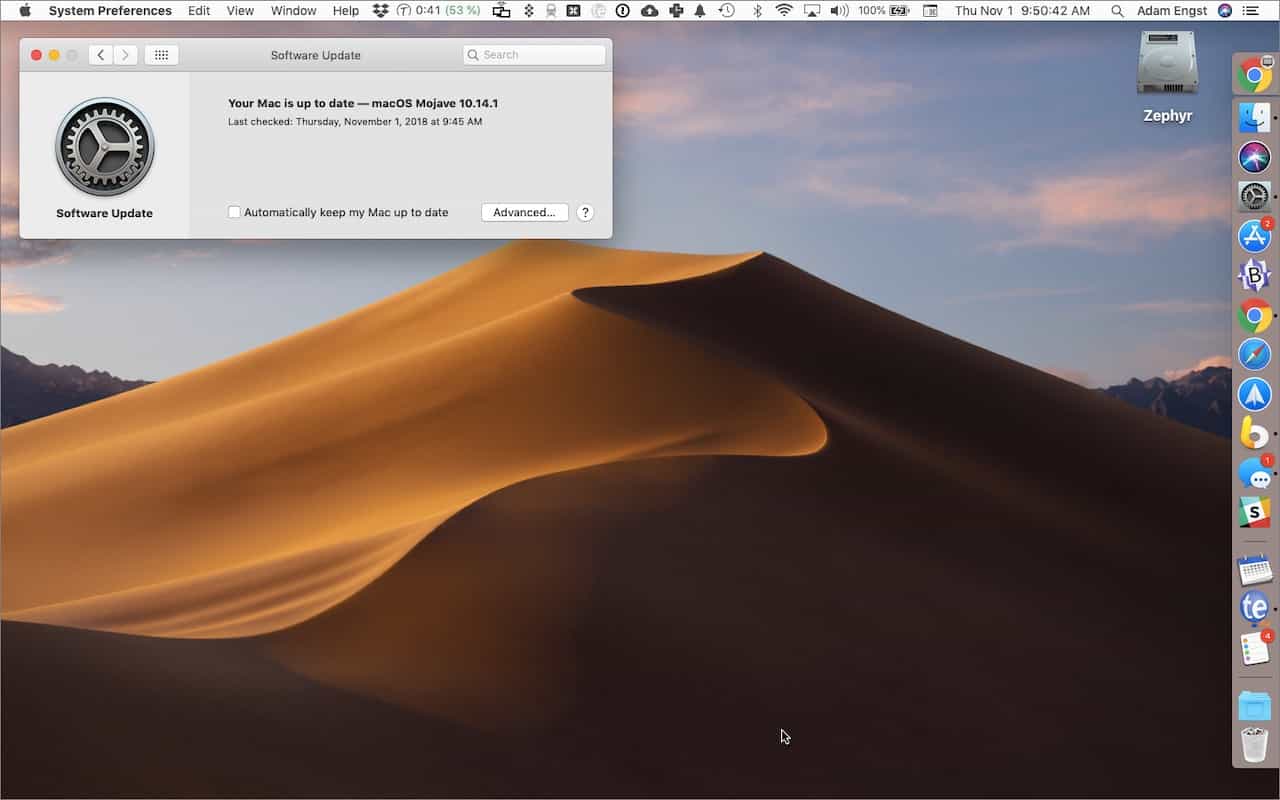 System Preferences Edit View Window Help 0:41 (53 %) 100% Thu Nov 1 9:50:42 AM Adam Engst
Software Update
Search
Your Mac is up to date — macOS Mojave 10.14.1
Last checked: Thursday, November 1, 2018 at 9:45 AM
Software Update
Automatically keep my Mac up to date
Advanced...
?
Zephyr
2
B
1
S
te
4